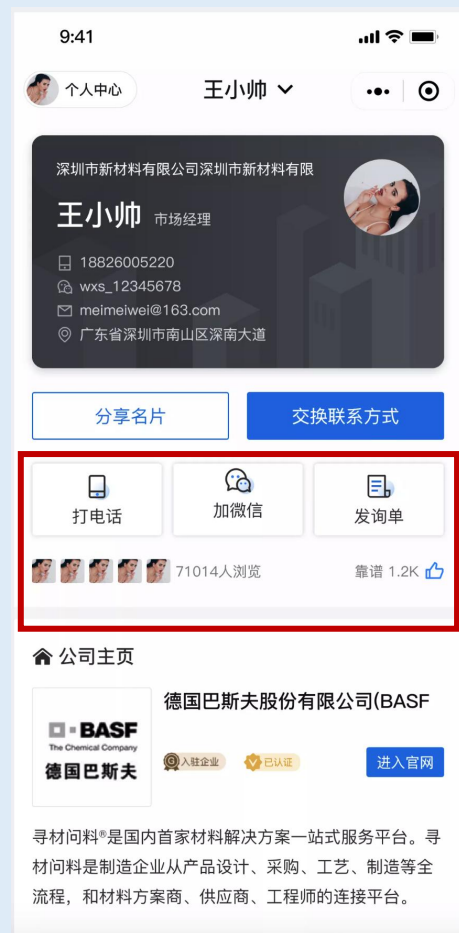 9:41
个人中心
王小帅
深圳市新材料有限公司深圳市新材料有限
王小帅 市场经理
18826005220
wxs_12345678
meimeiwei@163.com
广东省深圳市南山区深南大道
分享名片
交换联系方式
打电话
加微信
发询单
71014人浏览
靠谱 1.2K
公司主页
德国巴斯夫股份有限公司(BASF
BASF
The Chemical Company
德国巴斯夫
入驻企业
已认证
进入官网
寻材问料®是国内首家材料解决方案一站式服务平台。寻
材问料是制造企业从产品设计、采购、工艺、制造等全
流程，和材料方案商、供应商、工程师的连接平台。